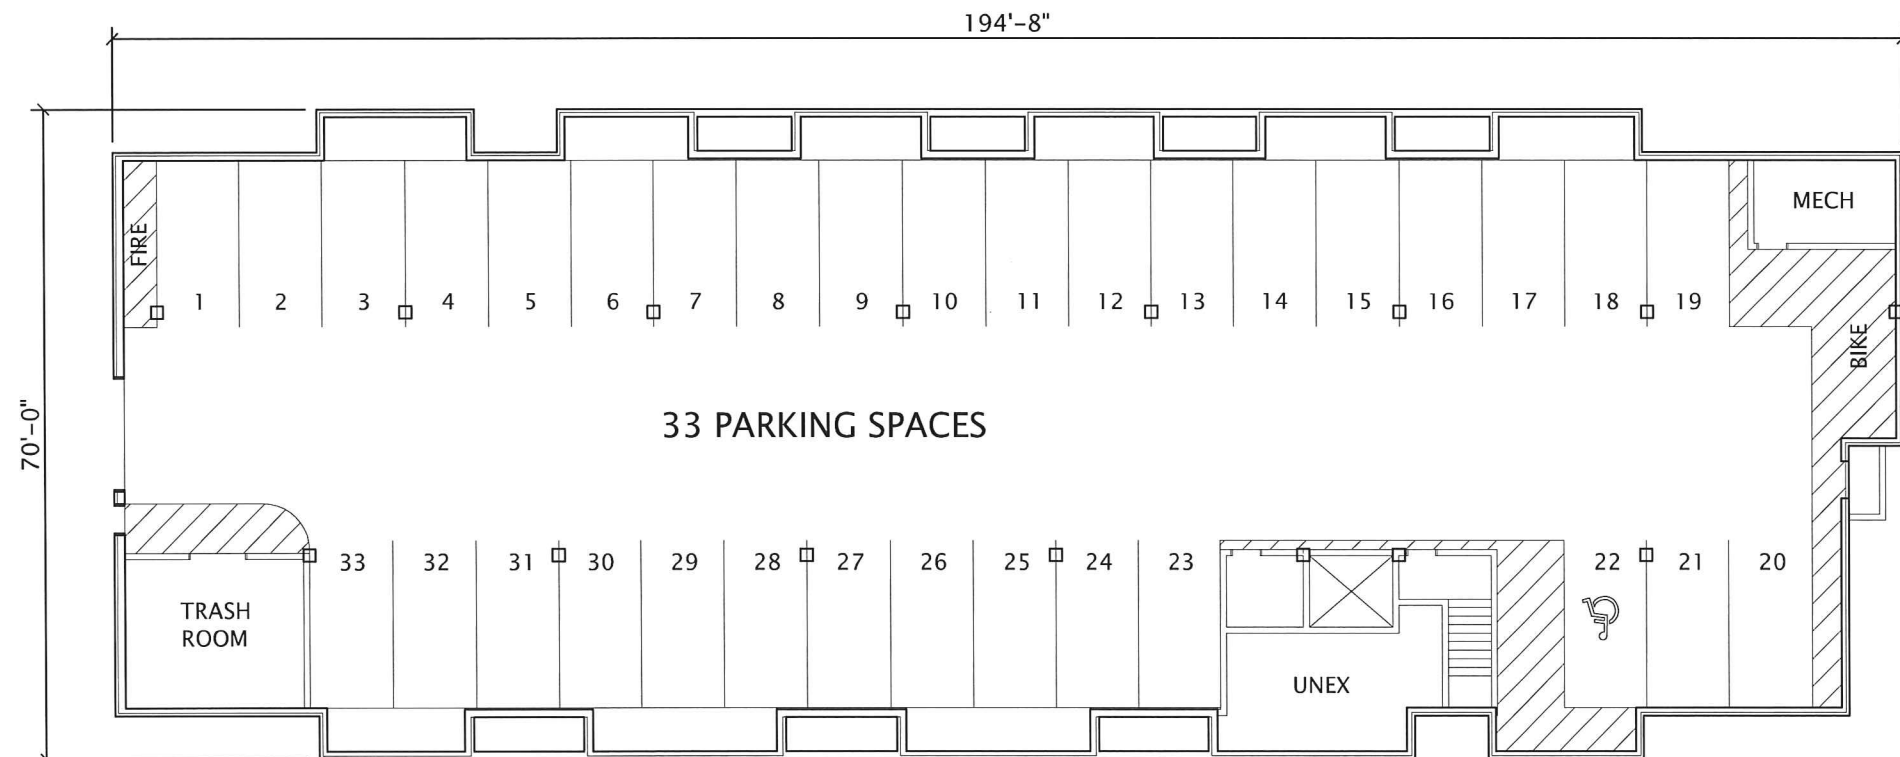 194'-8"
70'-0"
FIRE
1 2 3 4 5 6 7 8 9 10 11 12 13 14 15 16 17 18 19
MECH
BIKE
33 PARKING SPACES
33 32 31 30 29 28 27 26 25 24 23 22 21 20
TRASH
ROOM
UNEX